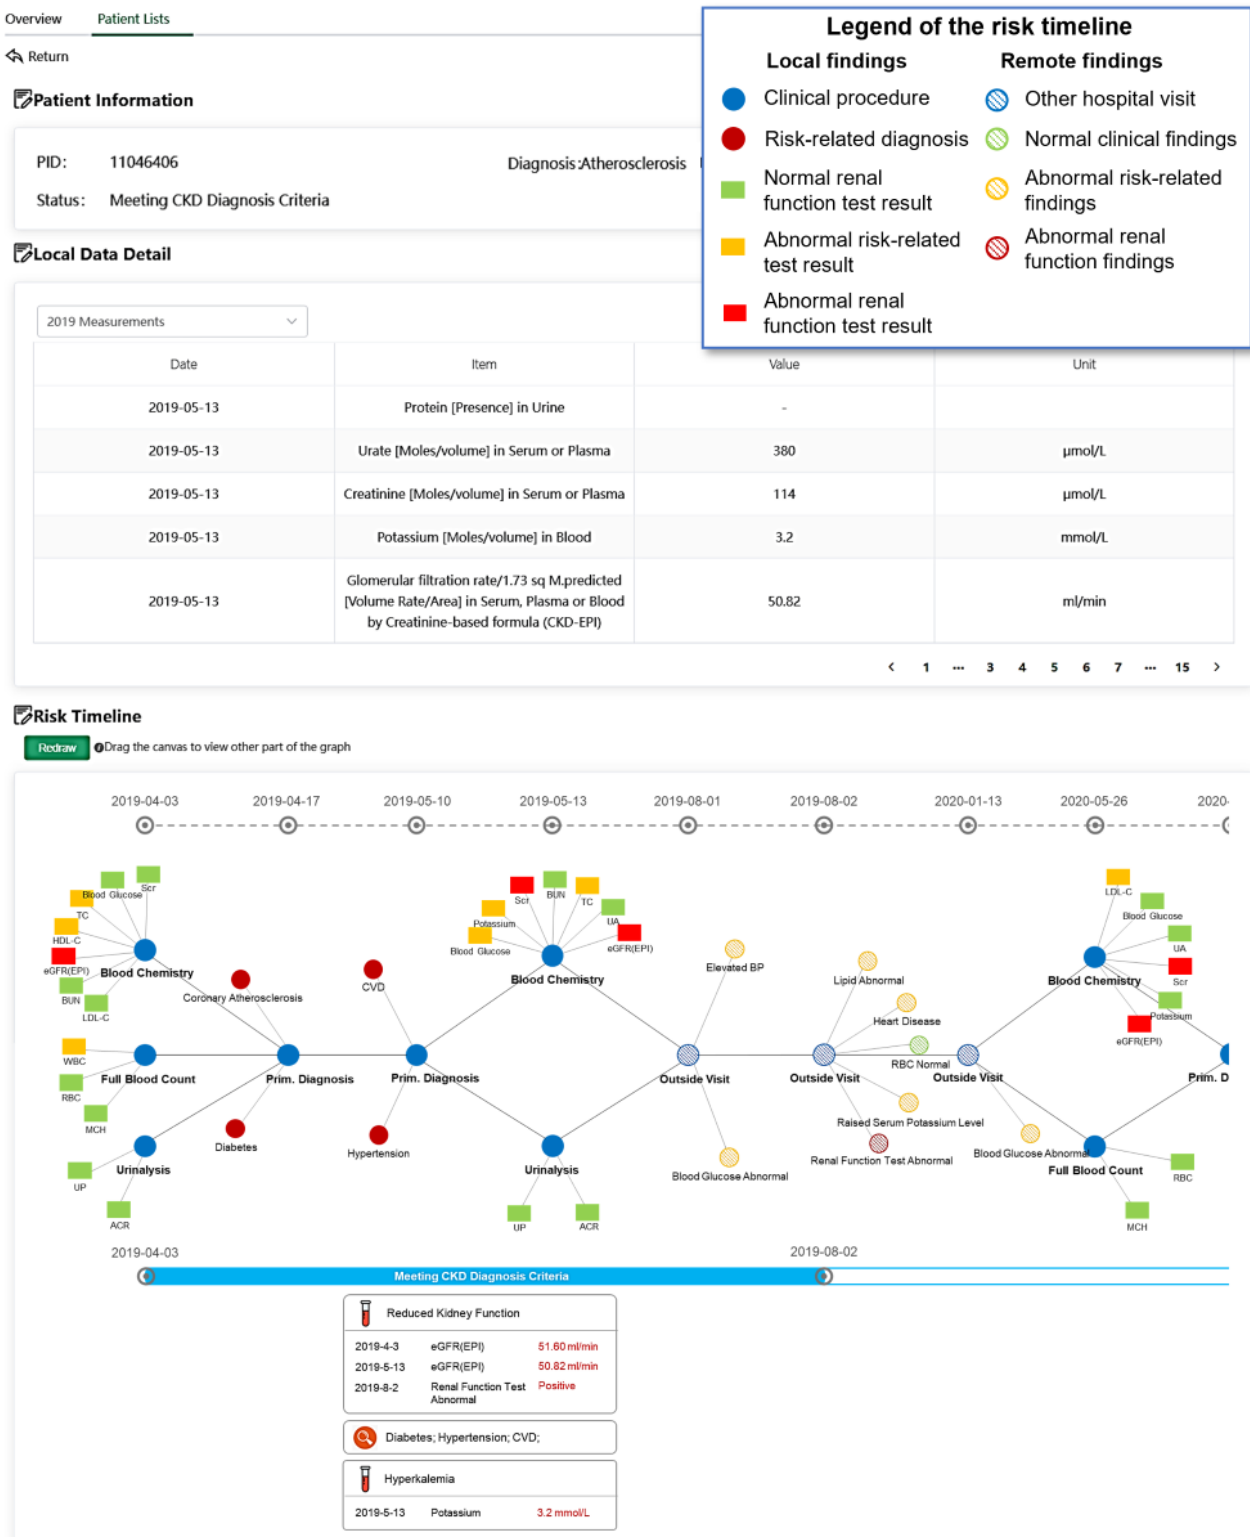 Overview Patient Lists
Return
Patient Information
PID: 11046406 Diagnosis:Atherosclerosis
Status: Meeting CKD Diagnosis Criteria
Legend of the risk timeline
Local findings Remote findings
Clinical procedure Other hospital visit
Risk-related diagnosis Normal clinical findings
Normal renal function test result Abnormal risk-related findings
Abnormal risk-related test result Abnormal renal function findings
Abnormal renal function test result
Local Data Detail
2019 Measurements
Date Item Value Unit
2019-05-13 Protein [Presence] in Urine -
2019-05-13 Urate [Moles/volume] in Serum or Plasma 380 μmol/L
2019-05-13 Creatinine [Moles/volume] in Serum or Plasma 114 μmol/L
2019-05-13 Potassium [Moles/volume] in Blood 3.2 mmol/L
Glomerular filtration rate/1.73 sq M.predicted
2019-05-13 [Volume Rate/Area] in Serum, Plasma or Blood 50.82 ml/min
by Creatinine-based formula (CKD-EPI)
< 1 ··· 3 4 5 6 7 ··· 15 >
Risk Timeline
Redraw Drag the canvas to view other part of the graph
2019-04-03 2019-04-17 2019-05-10 2019-05-13 2019-08-01 2019-08-02 2020-01-13 2020-05-26 2020-
Scr
Blood Glucose
TC
HDL-C
eGFR(EPI)
Blood Chemistry
BUN
LDL-C
Coronary Atherosclerosis
CVD
Scr
BUN
TC
Potassium
UA
Blood Glucose
eGFR(EPI)
Blood Chemistry
Elevated BP
Lipid Abnormal
Heart Disease
RBC Normal
LDL-C
Blood Glucose
UA
Blood Chemistry
Scr
Potassium
eGFR(EPI)
WBC
Full Blood Count
RBC
MCH
Prim. Diagnosis
Prim. Diagnosis
Outside Visit
Outside Visit
Outside Visit
Prim. D
Diabetes
Hypertension
Raised Serum Potassium Level
Renal Function Test Abnormal
Blood Glucose Abnormal
Blood Glucose Abnormal
Urinalysis
UP
ACR
Urinalysis
UP
ACR
Full Blood Count
RBC
MCH
2019-04-03 2019-08-02
Meeting CKD Diagnosis Criteria
Reduced Kidney Function
2019-4-3 eGFR(EPI) 51.60 ml/min
2019-5-13 eGFR(EPI) 50.82 ml/min
2019-8-2 Renal Function Test Abnormal Positive
Diabetes; Hypertension; CVD;
Hyperkalemia
2019-5-13 Potassium 3.2 mmol/L